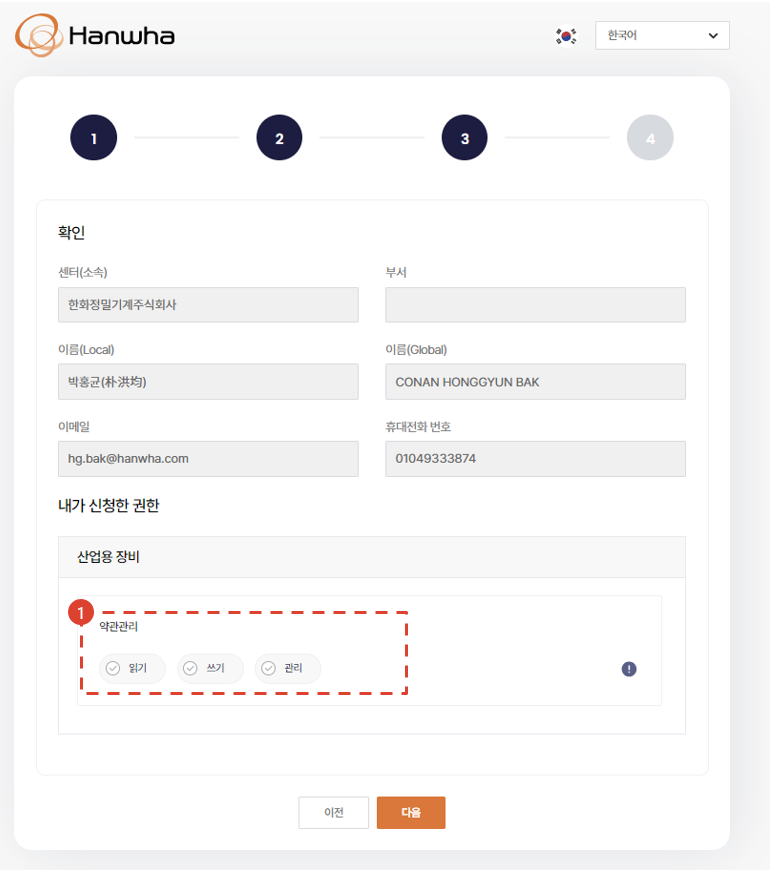 Hanwha
한국어
1 2 3 4
확인
센터(소속) 부서
한화정밀기계주식회사
이름(Local) 이름(Global)
박홍균(朴洪均) CONAN HONGGYUN BAK
이메일 휴대전화 번호
hg.bak@hanwha.com 01049333874
내가 신청한 권한
산업용 장비
1
약관관리
읽기 쓰기 관리
!
이전 다음